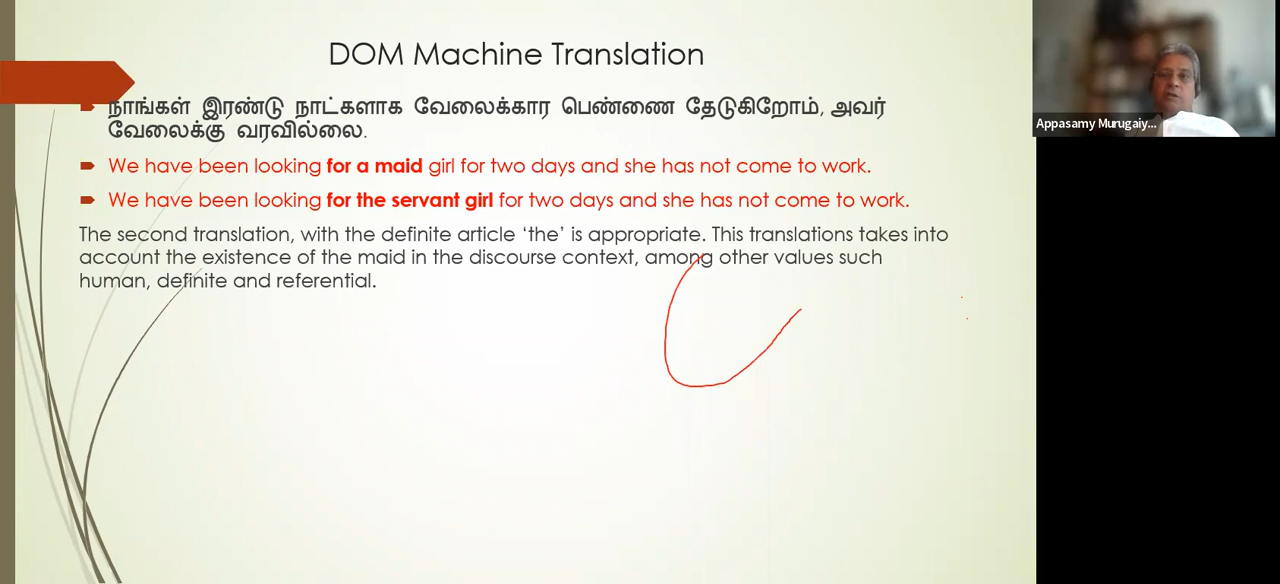 DOM Machine Translation
நாங்கள் இரண்டு நாட்களாக வேலைக்கார பெண்ணை தேடுகிறோம், அவர்
வேலைக்கு வரவில்லை.
We have been looking for a maid girl for two days and she has not come to work.
We have been looking for the servant girl for two days and she has not come to work.
The second translation, with the definite article ‘the’ is appropriate. This translations takes into
account the existence of the maid in the discourse context, among other values such
human, definite and referential.
Appasamy Murugaiy...